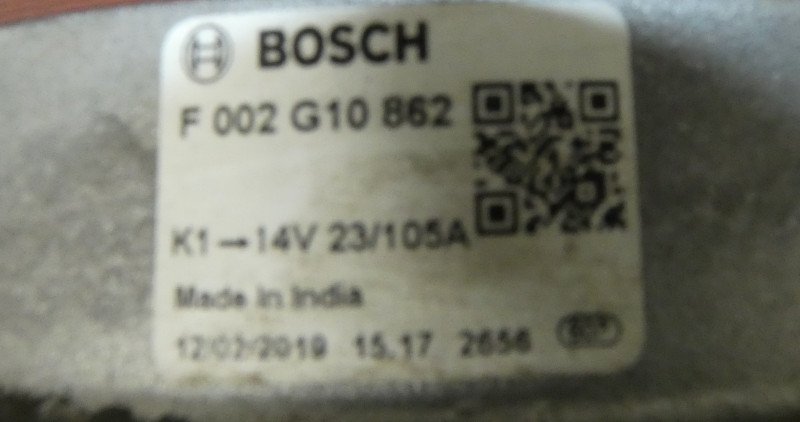 BOSCH
F 002 G10 862
K1→14V 23/105A
Made in India
12/02/2019 15.17 2656